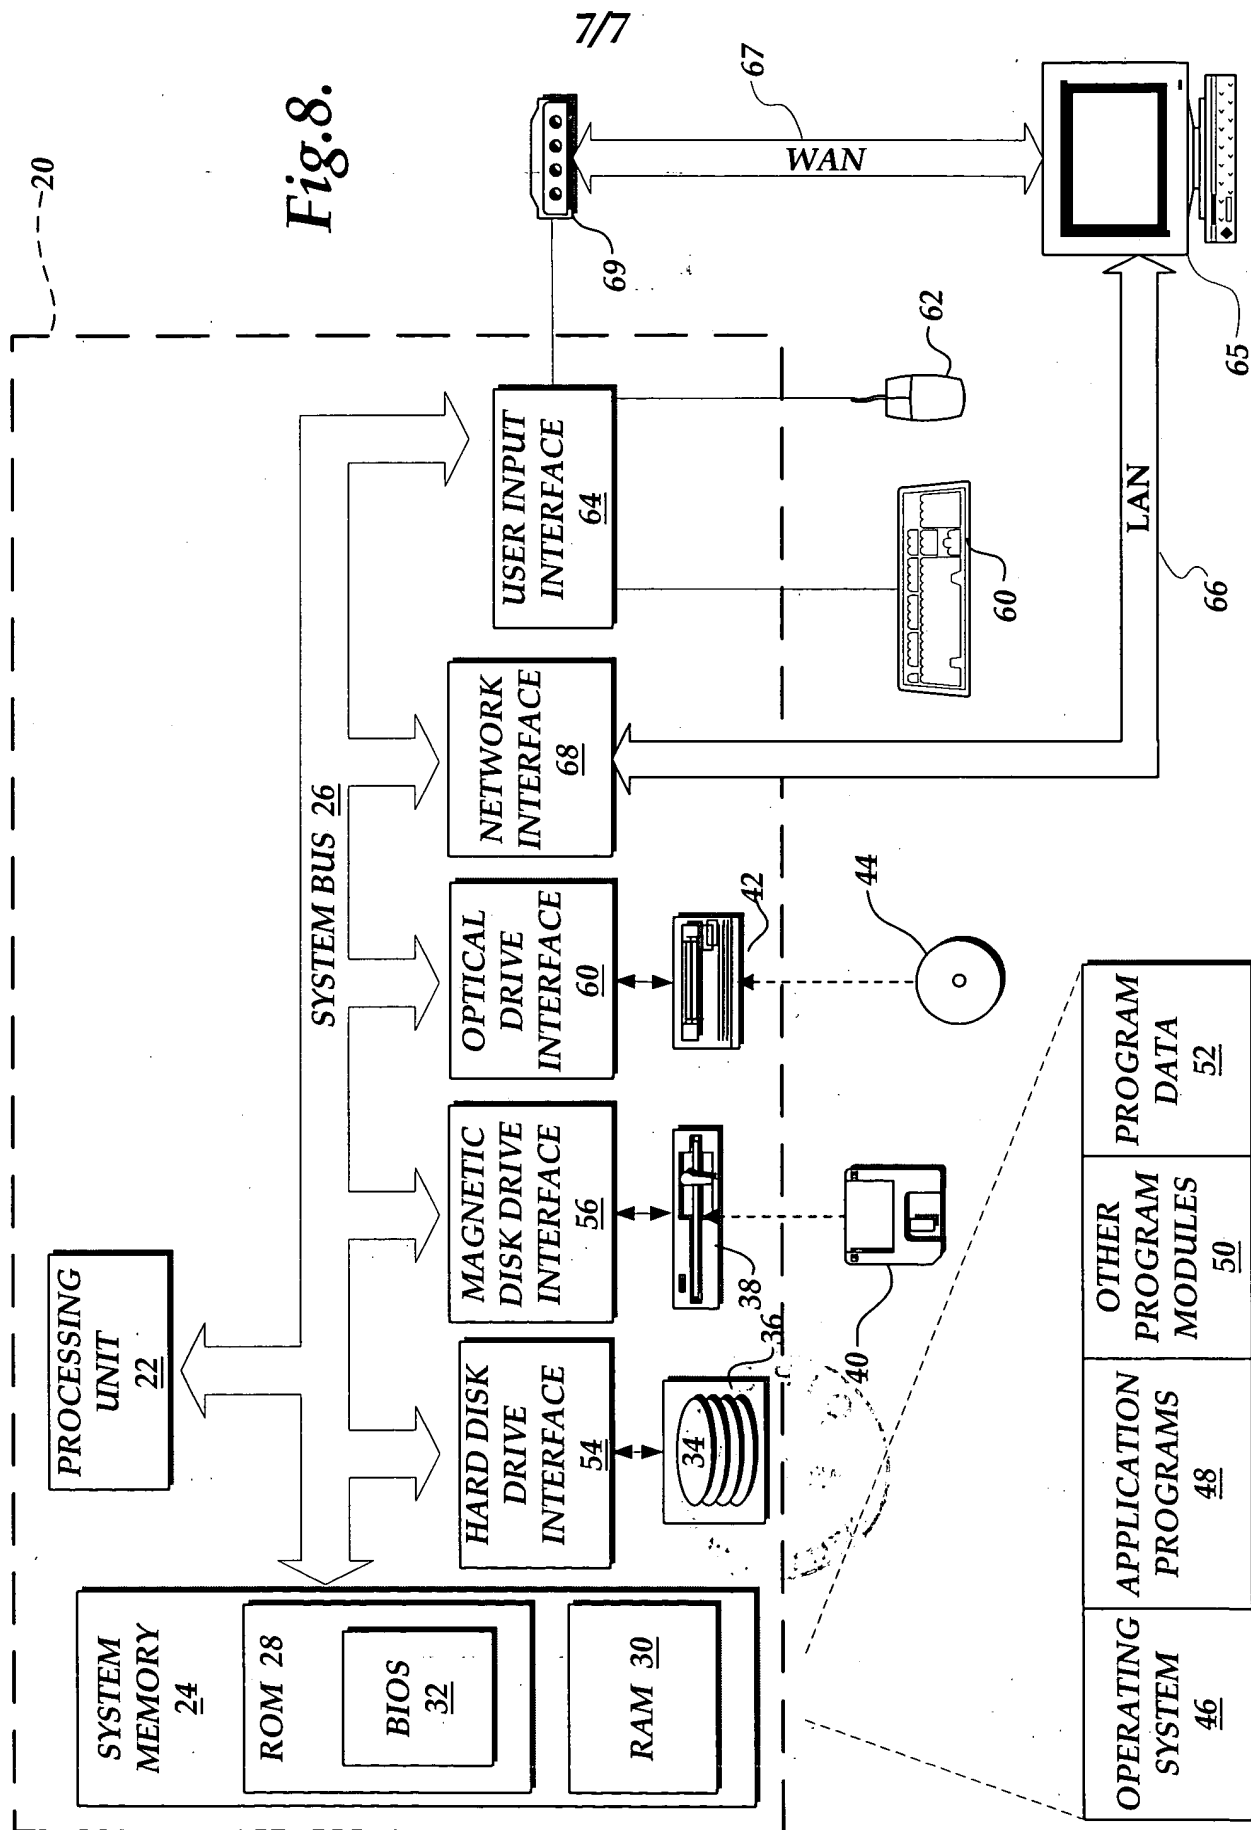 7/7
Fig.8.
20
PROCESSING
UNIT
22
SYSTEM
MEMORY
24
ROM 28
BIOS
32
RAM 30
SYSTEM BUS 26
HARD DISK
DRIVE
INTERFACE
54
MAGNETIC
DISK DRIVE
INTERFACE
56
OPTICAL
DRIVE
INTERFACE
60
NETWORK
INTERFACE
68
USER INPUT
INTERFACE
64
34
36
38
42
40
44
60
62
69
WAN
67
LAN
66
65
OPERATING
SYSTEM
46
APPLICATION
PROGRAMS
48
OTHER
PROGRAM
MODULES
50
PROGRAM
DATA
52